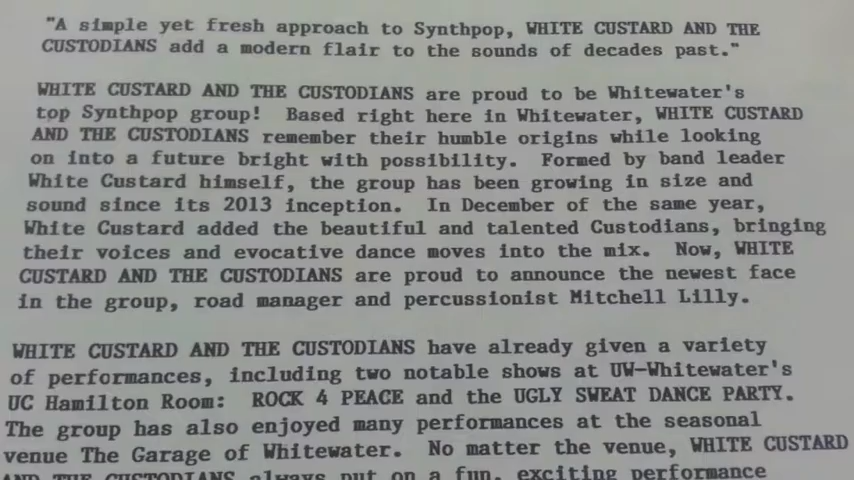 "A simple yet fresh approach to Synthpop, WHITE CUSTARD AND THE
CUSTODIANS add a modern flair to the sounds of decades past."
WHITE CUSTARD AND THE CUSTODIANS are proud to be Whitewater's
top Synthpop group! Based right here in Whitewater, WHITE CUSTARD
AND THE CUSTODIANS remember their humble origins while looking
on into a future bright with possibility. Formed by band leader
White Custard himself, the group has been growing in size and
sound since its 2013 inception. In December of the same year,
White Custard added the beautiful and talented Custodians, bringing
their voices and evocative dance moves into the mix. Now, WHITE
CUSTARD AND THE CUSTODIANS are proud to announce the newest face
in the group, road manager and percussionist Mitchell Lilly.
WHITE CUSTARD AND THE CUSTODIANS have already given a variety
of performances, including two notable shows at UW-Whitewater's
UC Hamilton Room: ROCK 4 PEACE and the UGLY SWEAT DANCE PARTY.
The group has also enjoyed many performances at the seasonal
venue The Garage of Whitewater. No matter the venue, WHITE CUSTARD
AND THE CUSTODIANS always put on a fun, exciting performance